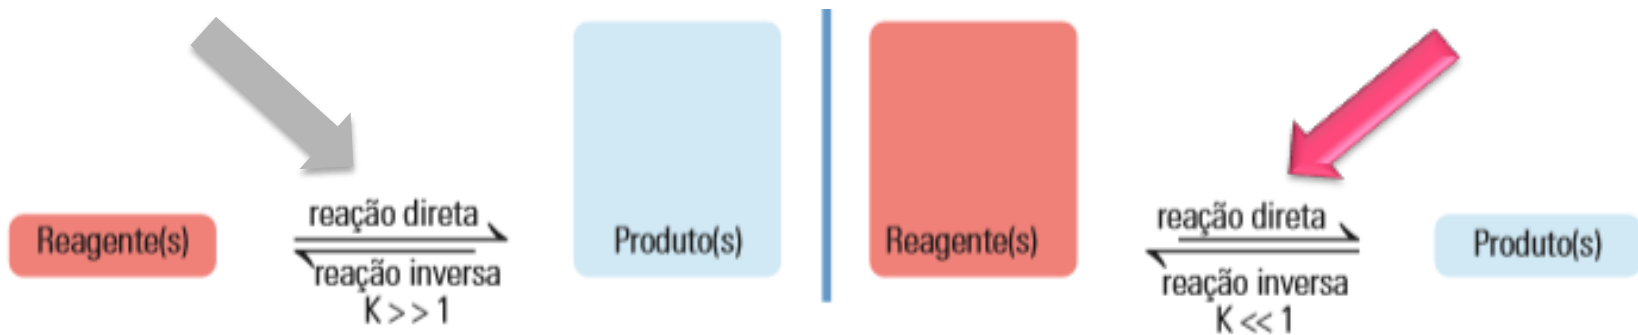 Reagente(s)
reação direta
reação inversa
K >> 1
Produto(s)
Reagente(s)
reação direta
reação inversa
K << 1
Produto(s)